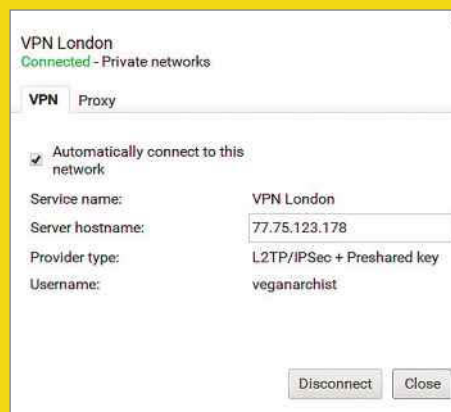 VPN London
Connected - Private networks
VPN Proxy
Automatically connect to this
network
Service name: VPN London
Server hostname: 77.75.123.178
Provider type: L2TP/IPSec + Preshared key
Username: veganarchist
Disconnect Close